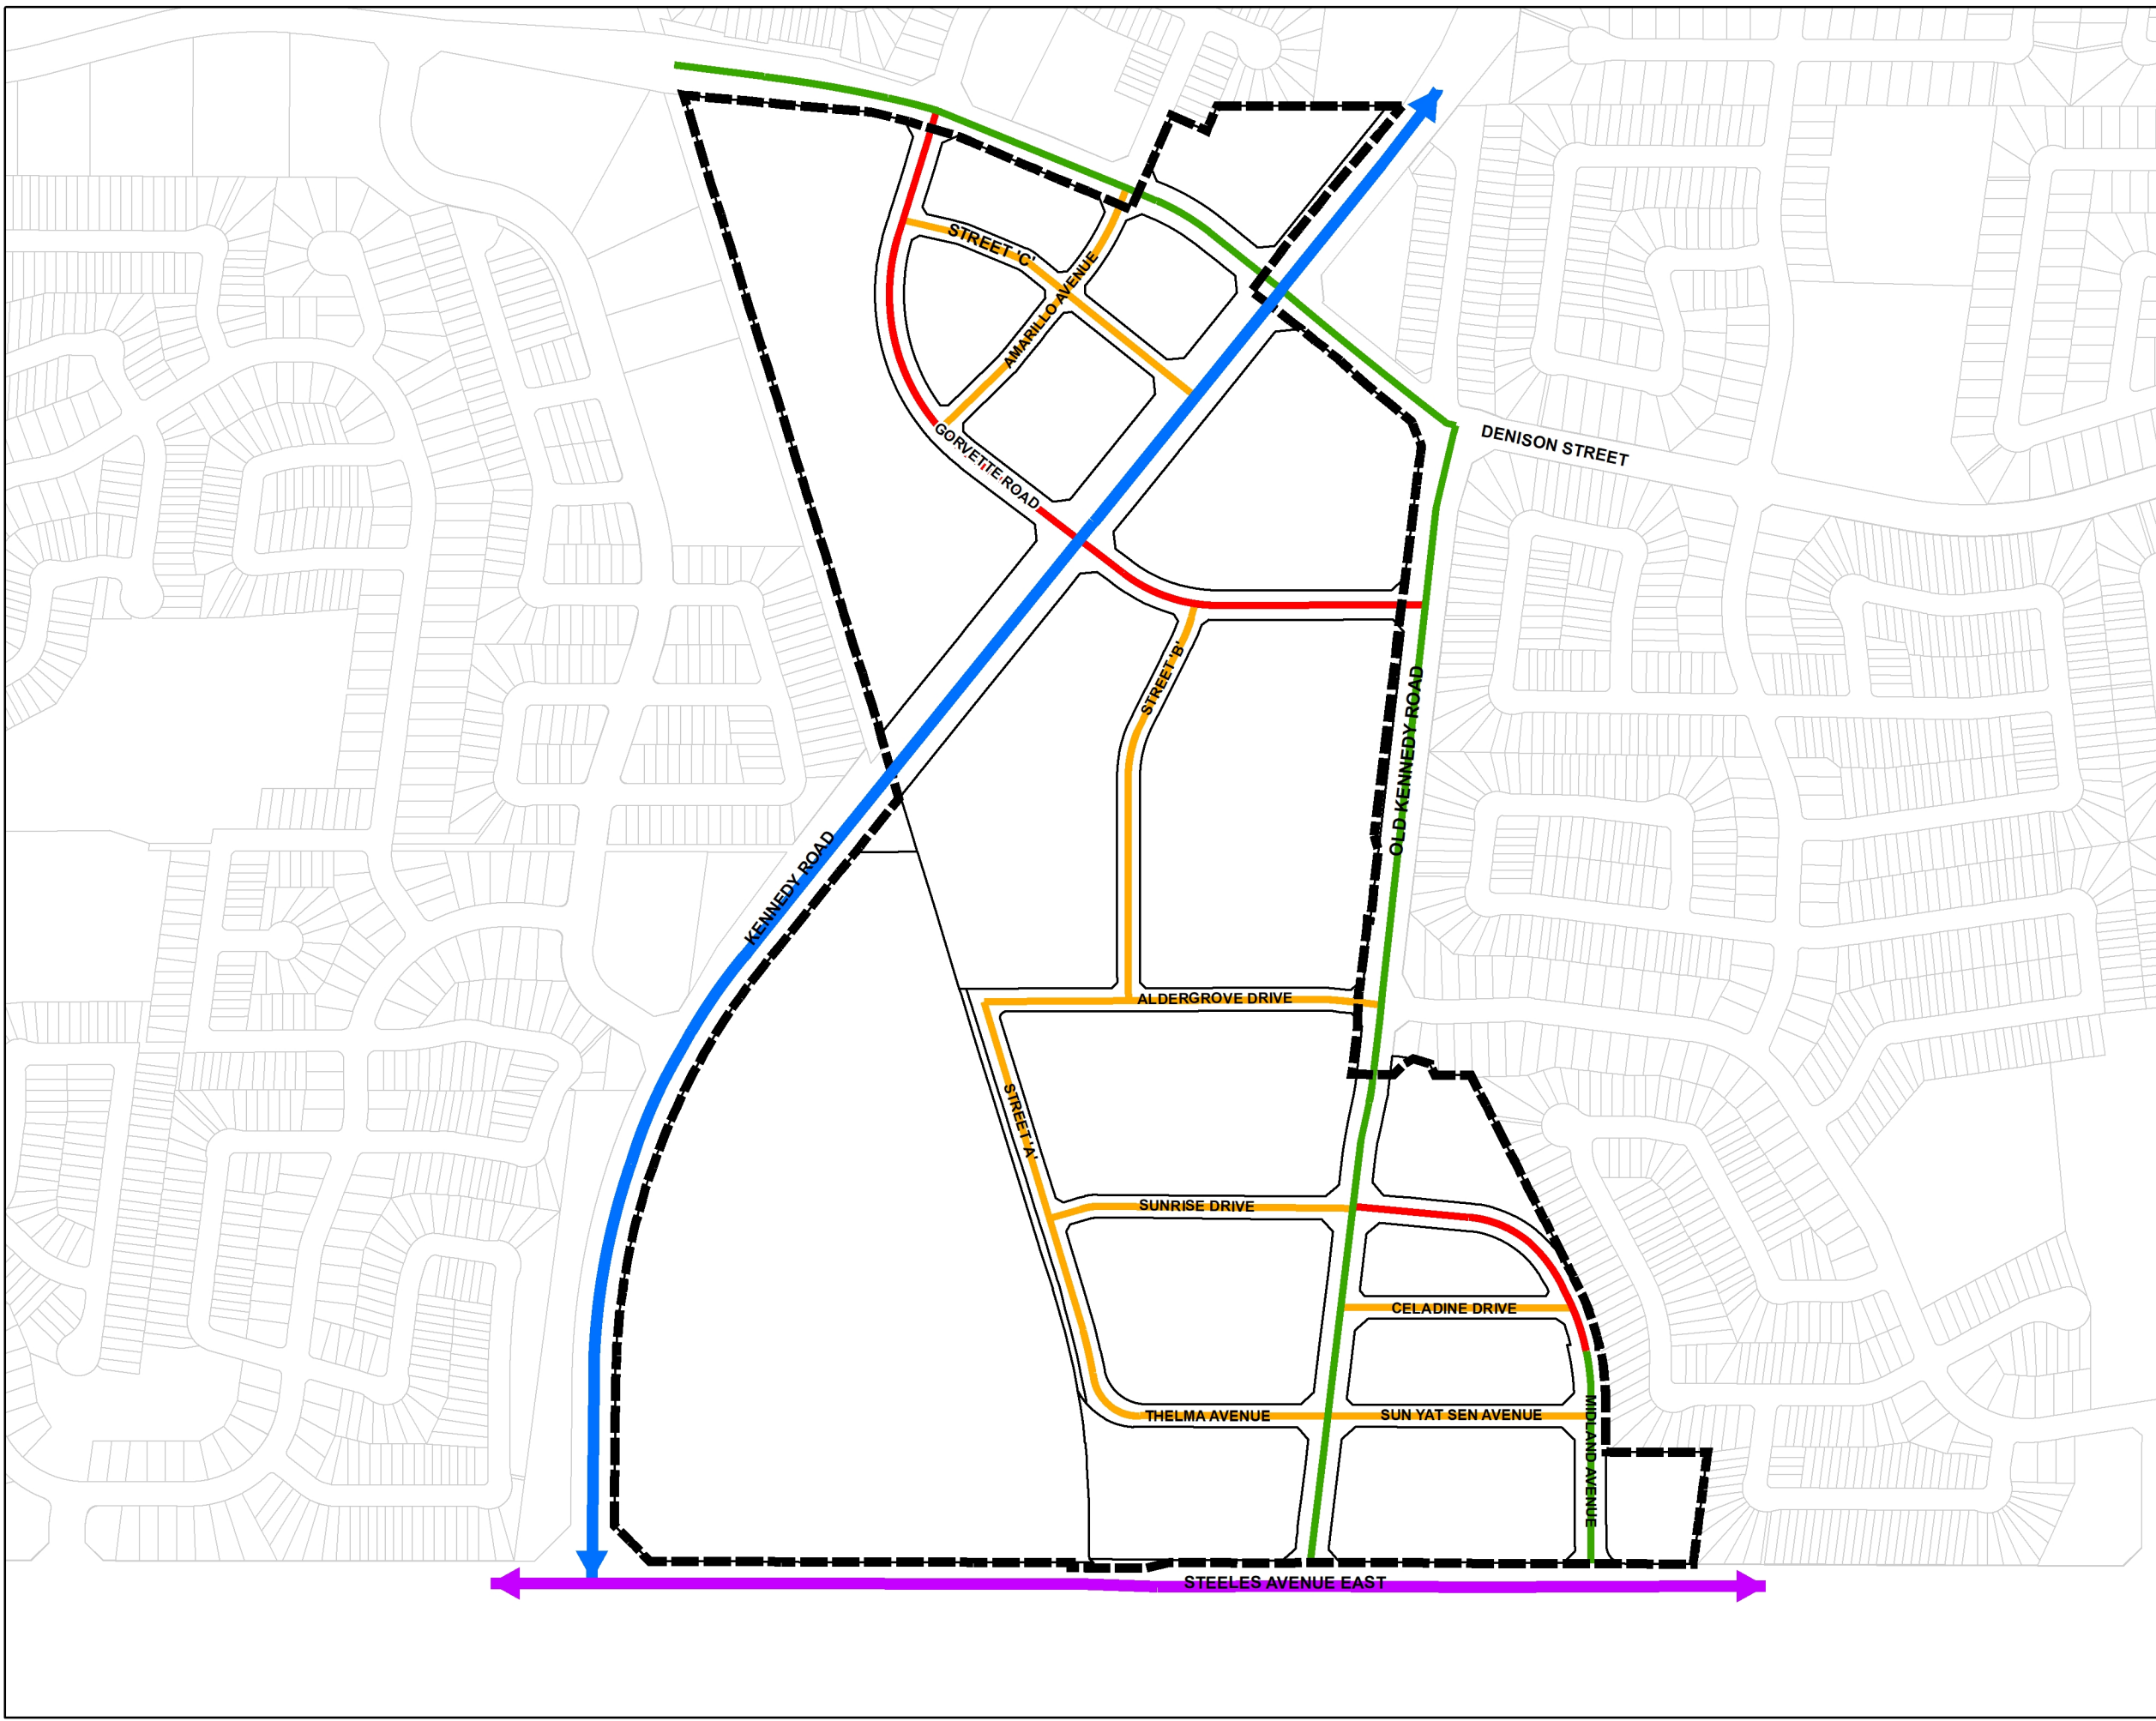 STREET 'C'
AMARILLO AVENUE
GORVETTE ROAD
DENISON STREET
STREET 'B'
OLD KENNEDY ROAD
KENNEDY ROAD
ALDERGROVE DRIVE
STREET 'A'
SUNRISE DRIVE
CELADINE DRIVE
THELMA AVENUE
SUN YAT SEN AVENUE
MIDLAND AVENUE
STEELES AVENUE EAST